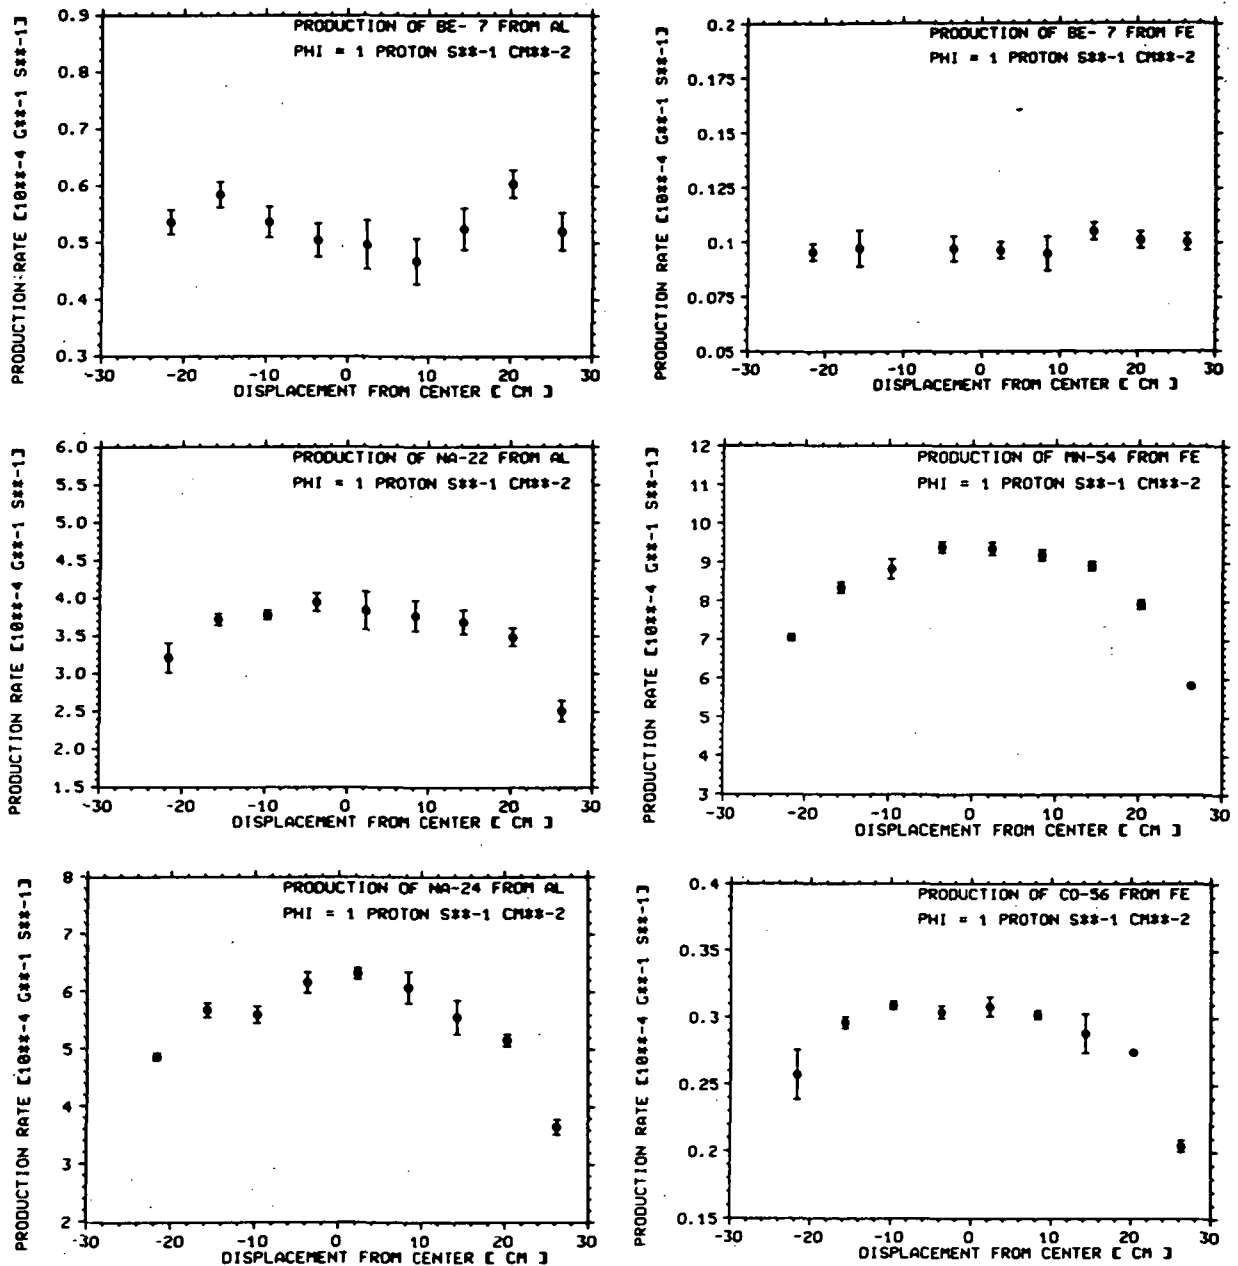 PRODUCTION OF BE- 7 FROM AL
PHI = 1 PROTON S**-1 CM**-2
PRODUCTION RATE [10**-4 G**-1 S**-1]
0.9
0.8
0.7
0.6
0.5
0.4
0.3
-30 -20 -10 0 10 20 30
DISPLACEMENT FROM CENTER [ CM ]
PRODUCTION OF BE- 7 FROM FE
PHI = 1 PROTON S**-1 CM**-2
PRODUCTION RATE [10**-4 G**-1 S**-1]
0.2
0.175
0.15
0.125
0.1
0.075
0.05
-30 -20 -10 0 10 20 30
DISPLACEMENT FROM CENTER [ CM ]
PRODUCTION OF NA-22 FROM AL
PHI = 1 PROTON S**-1 CM**-2
PRODUCTION RATE [10**-4 G**-1 S**-1]
6.0
5.5
5.0
4.5
4.0
3.5
3.0
2.5
2.0
1.5
-30 -20 -10 0 10 20 30
DISPLACEMENT FROM CENTER [ CM ]
PRODUCTION OF MN-54 FROM FE
PHI = 1 PROTON S**-1 CM**-2
PRODUCTION RATE [10**-4 G**-1 S**-1]
12
11
10
9
8
7
6
5
4
3
-30 -20 -10 0 10 20 30
DISPLACEMENT FROM CENTER [ CM ]
PRODUCTION OF NA-24 FROM AL
PHI = 1 PROTON S**-1 CM**-2
PRODUCTION RATE [10**-4 G**-1 S**-1]
8
7
6
5
4
3
2
-30 -20 -10 0 10 20 30
DISPLACEMENT FROM CENTER [ CM ]
PRODUCTION OF CO-56 FROM FE
PHI = 1 PROTON S**-1 CM**-2
PRODUCTION RATE [10**-4 G**-1 S**-1]
0.4
0.35
0.3
0.25
0.2
0.15
-30 -20 -10 0 10 20 30
DISPLACEMENT FROM CENTER [ CM ]